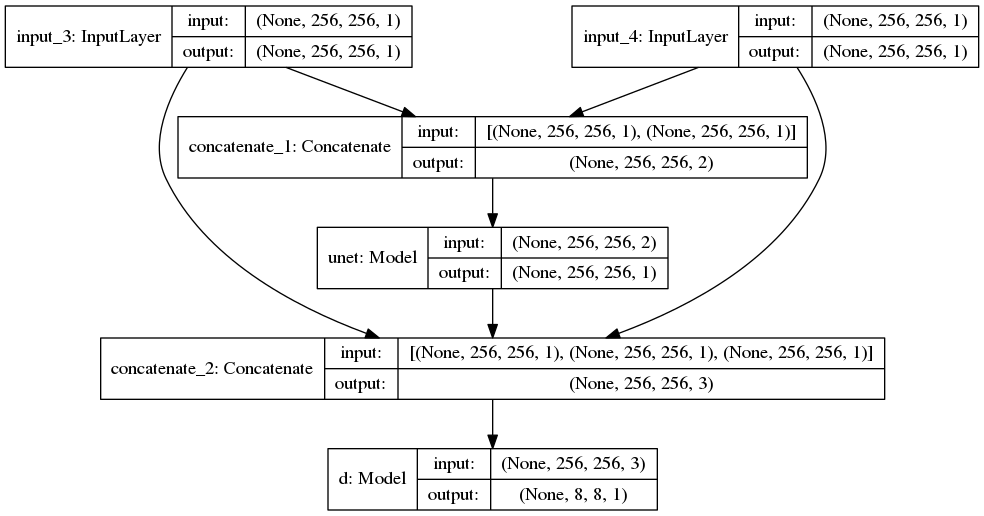 input_3: InputLayer
input: (None, 256, 256, 1)
output: (None, 256, 256, 1)
input_4: InputLayer
input: (None, 256, 256, 1)
output: (None, 256, 256, 1)
concatenate_1: Concatenate
input: [(None, 256, 256, 1), (None, 256, 256, 1)]
output: (None, 256, 256, 2)
unet: Model
input: (None, 256, 256, 2)
output: (None, 256, 256, 1)
concatenate_2: Concatenate
input: [(None, 256, 256, 1), (None, 256, 256, 1), (None, 256, 256, 1)]
output: (None, 256, 256, 3)
d: Model
input: (None, 256, 256, 3)
output: (None, 8, 8, 1)